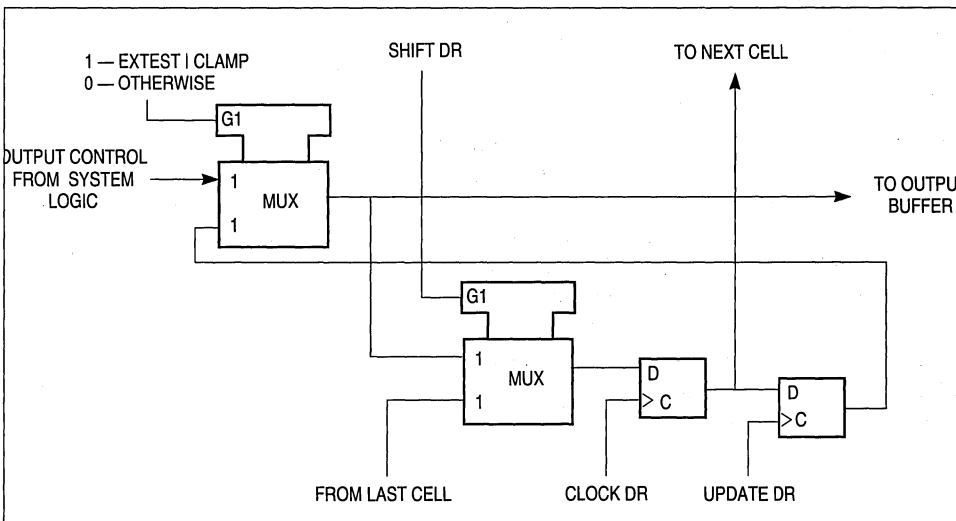 1 — EXTEST | CLAMP
0 — OTHERWISE
SHIFT DR
TO NEXT CELL
G1
OUTPUT CONTROL
FROM SYSTEM
LOGIC
1
MUX
1
TO OUTPU
BUFFER
G1
1
MUX
1
D
C
D
C
FROM LAST CELL
CLOCK DR
UPDATE DR